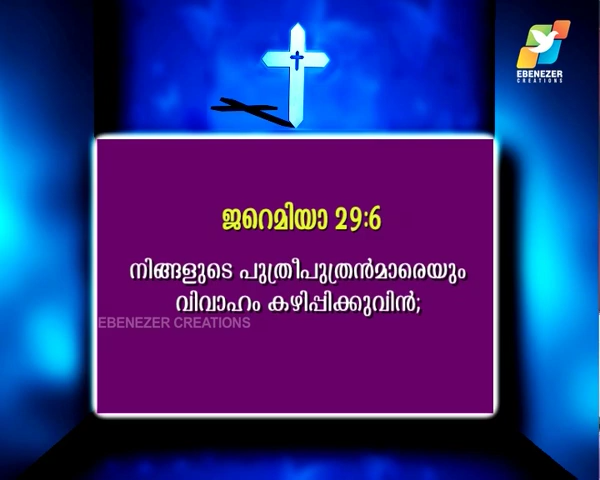 EBENEZER
CREATIONS
ജറെമിയാ 29:6
നിങ്ങളുടെ പുത്രീപുത്രൻമാരെയും
വിവാഹം കഴിപ്പിക്കുവിൻ;
EBENEZER CREATIONS